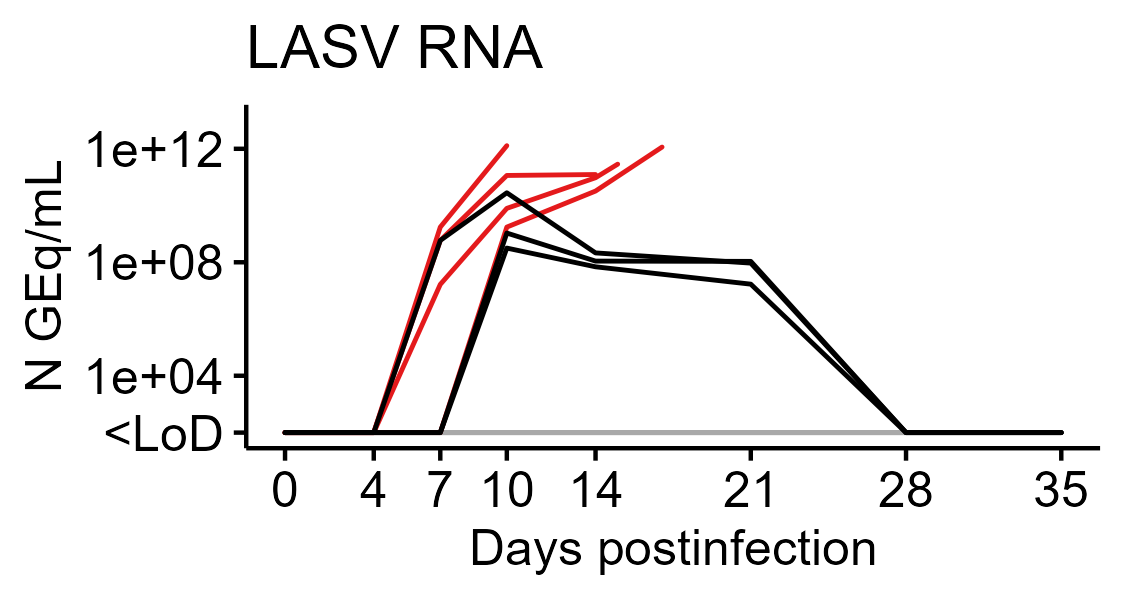 LASV RNA
N GEq/mL
1e+12
1e+08
1e+04
<LoD
0 4 7 10 14 21 28 35
Days postinfection